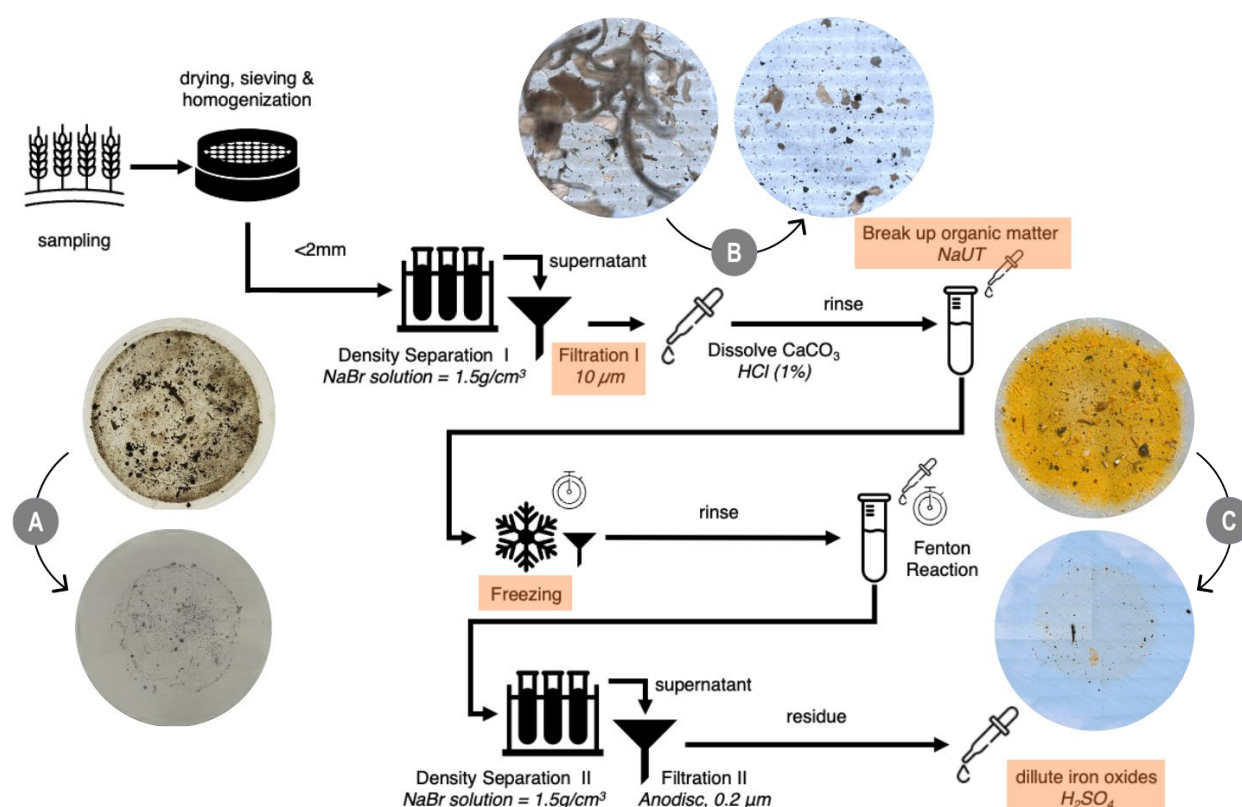 drying, sieving &
homogenization
sampling
<2mm
supernatant
Density Separation I
NaBr solution = 1.5g/cm³
Filtration I
10 µm
Dissolve CaCO₃
HCl (1%)
rinse
Break up organic matter
NaUT
B
A
C
Freezing
rinse
Fenton
Reaction
supernatant
Density Separation II
NaBr solution = 1.5g/cm³
Filtration II
Anodisc, 0.2 µm
residue
dillute iron oxides
H₂SO₄